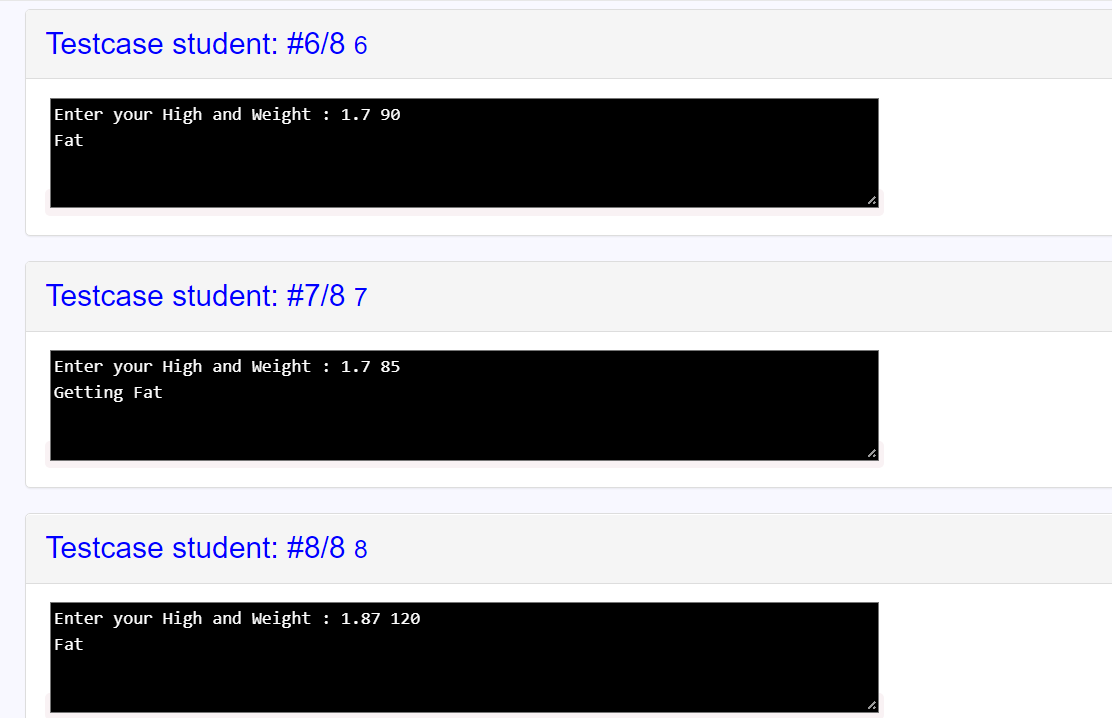 Testcase student: #6/8 6
Enter your High and Weight : 1.7 90
Fat
Testcase student: #7/8 7
Enter your High and Weight : 1.7 85
Getting Fat
Testcase student: #8/8 8
Enter your High and Weight : 1.87 120
Fat